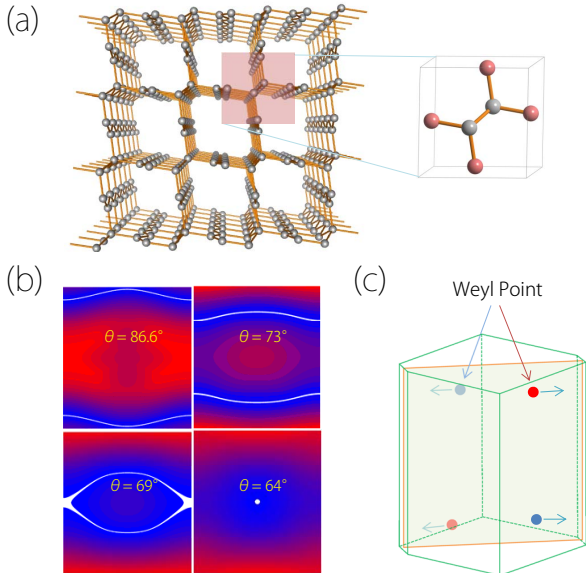 (a)
(b)
θ = 86.6°
θ = 73°
θ = 69°
θ = 64°
(c)
Weyl Point